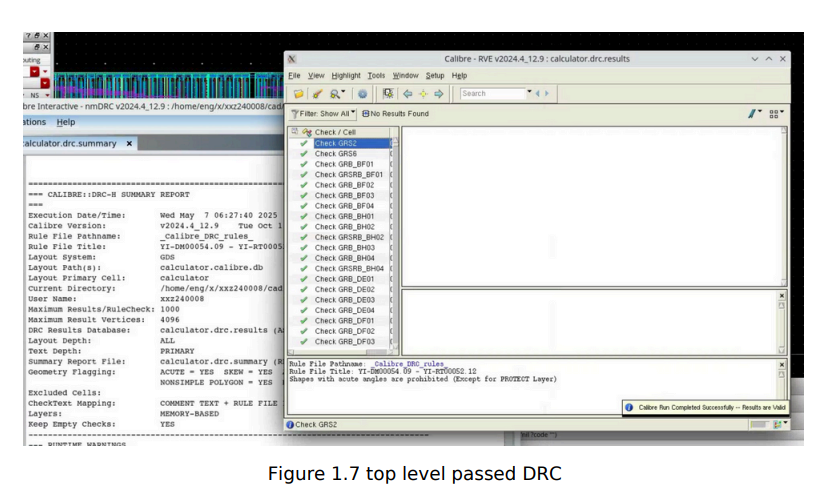 uting
NS
bre Interactive - nmDRC v2024.4_12.9 : /home/eng/x/xxz240008/cad
tions Help
alculator.drc.summary x
=== CALIBRE::DRC-H SUMMARY REPORT
===
Execution Date/Time: Wed May 7 06:27:40 2025
Calibre Version: v2024.4_12.9 Tue Oct 1
Rule File Pathname: _Calibre_DRC_rules_
Rule File Title: YI-DM00054.09 - YI-RT0005
Layout System: GDS
Layout Path(s): calculator.calibre.db
Layout Primary Cell: calculator
Current Directory: /home/eng/x/xxz240008/cad
User Name: xxz240008
Maximum Results/RuleCheck: 1000
Maximum Result Vertices: 4096
DRC Results Database: calculator.drc.results (A
Layout Depth: ALL
Text Depth: PRIMARY
Summary Report File: calculator.drc.summary (R
Geometry Flagging: ACUTE = YES SKEW = YES
NONSIMPLE POLYGON = YES
Excluded Cells:
CheckText Mapping: COMMENT TEXT + RULE FILE
Layers: MEMORY-BASED
Keep Empty Checks: YES
--- RUNTIME WARNINGS
Calibre - RVE v2024.4_12.9 : calculator.drc.results
File View Highlight Tools Window Setup Help
Search
Filter: Show All No Results Found
Check / Cell
Check GRS2
Check GRS6
Check GRB_BF01
Check GRSRB_BF01
Check GRB_BF02
Check GRB_BF03
Check GRB_BF04
Check GRB_BH01
Check GRB_BH02
Check GRSRB_BH02
Check GRB_BH03
Check GRB_BH04
Check GRSRB_BH04
Check GRB_DE01
Check GRB_DE02
Check GRB_DE03
Check GRB_DE04
Check GRB_DF01
Check GRB_DF02
Check GRB_DF03
Rule File Pathname: _Calibre_DRC_rules_
Rule File Title: YI-DM00054.09 - YI-RT00052.12
Shapes with acute angles are prohibited (Except for PROTECT Layer)
Calibre Run Completed Successfully -- Results are Valid
Check GRS2
Figure 1.7 top level passed DRC